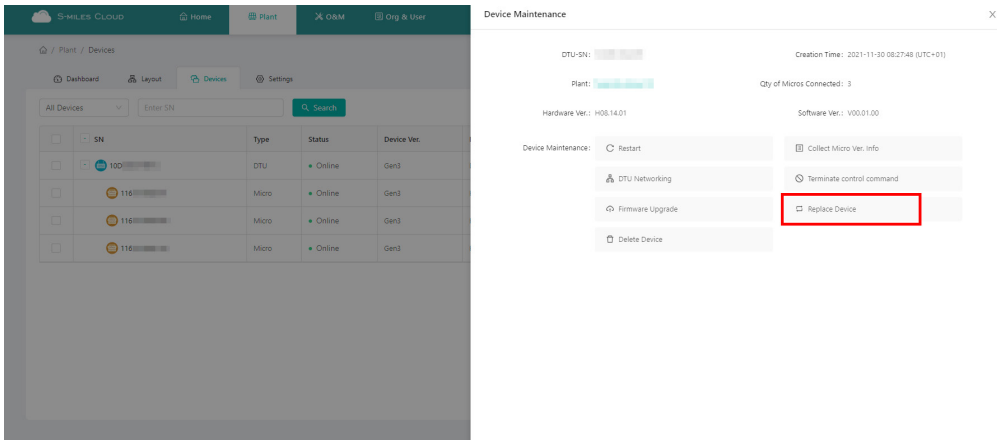 S-MILES CLOUD
Home
Plant
O&M
Org & User
/ Plant / Devices
Dashboard
Layout
Devices
Settings
All Devices
Enter SN
Search
SN
Type
Status
Device Ver.
10D
DTU
Online
Gen3
116
Micro
Online
Gen3
116
Micro
Online
Gen3
116
Micro
Online
Gen3
Device Maintenance
DTU-SN:
Creation Time: 2021-11-30 08:27:48 (UTC+01)
Plant:
Qty of Micros Connected: 3
Hardware Ver.: H08.14.01
Software Ver.: V00.01.00
Device Maintenance:
Restart
Collect Micro Ver. Info
DTU Networking
Terminate control command
Firmware Upgrade
Replace Device
Delete Device